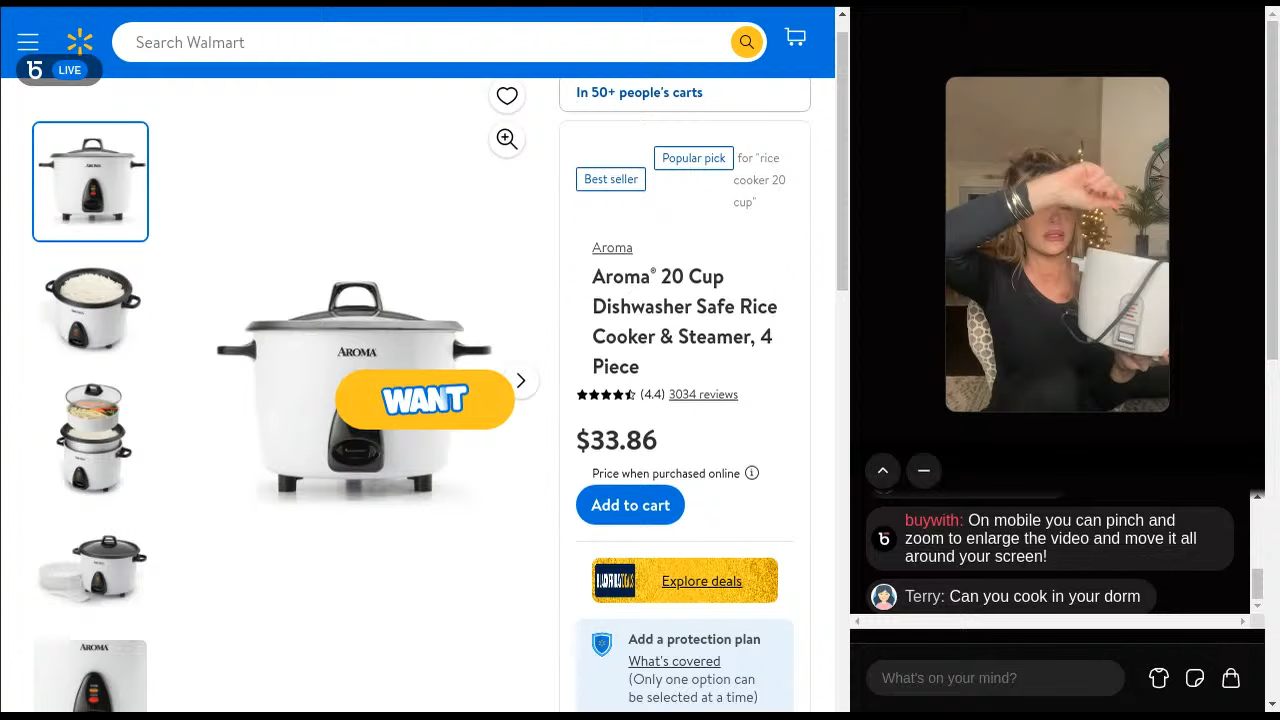 Search Walmart
LIVE
In 50+ people's carts
Best seller
Popular pick
for "rice
cooker 20
cup"
Aroma
Aroma® 20 Cup
Dishwasher Safe Rice
Cooker & Steamer, 4
Piece
(4.4) 3034 reviews
$33.86
Price when purchased online
Add to cart
Explore deals
Add a protection plan
What's covered
(Only one option can
be selected at a time)
AROMA
WANT
AROMA
buywith: On mobile you can pinch and
zoom to enlarge the video and move it all
around your screen!
Terry: Can you cook in your dorm
What's on your mind?